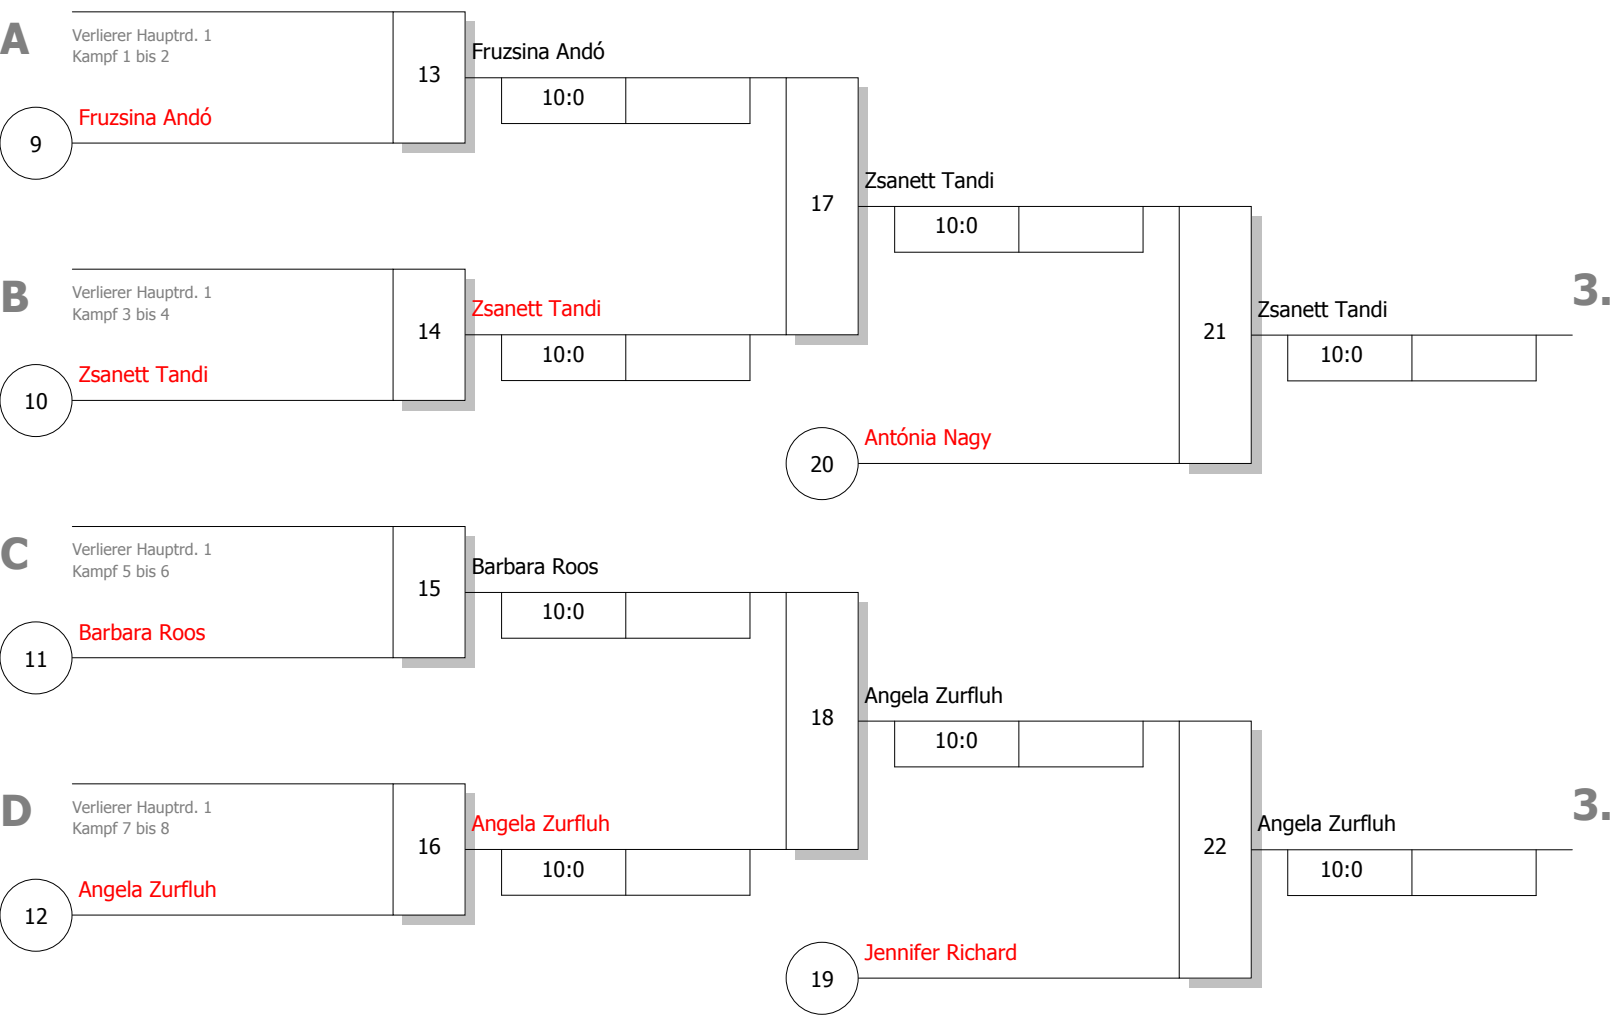 A
Verlierer Hauptrd. 1
Kampf 1 bis 2
13
Fruzsina Andó
10:0
Fruzsina Andó
9
17
Zsanett Tandi
10:0
B
Verlierer Hauptrd. 1
Kampf 3 bis 4
14
Zsanett Tandi
10:0
Zsanett Tandi
10
21
Zsanett Tandi
10:0
3.
Antónia Nagy
20
C
Verlierer Hauptrd. 1
Kampf 5 bis 6
15
Barbara Roos
10:0
Barbara Roos
11
18
Angela Zurfluh
10:0
D
Verlierer Hauptrd. 1
Kampf 7 bis 8
16
Angela Zurfluh
10:0
Angela Zurfluh
12
22
Angela Zurfluh
10:0
3.
Jennifer Richard
19